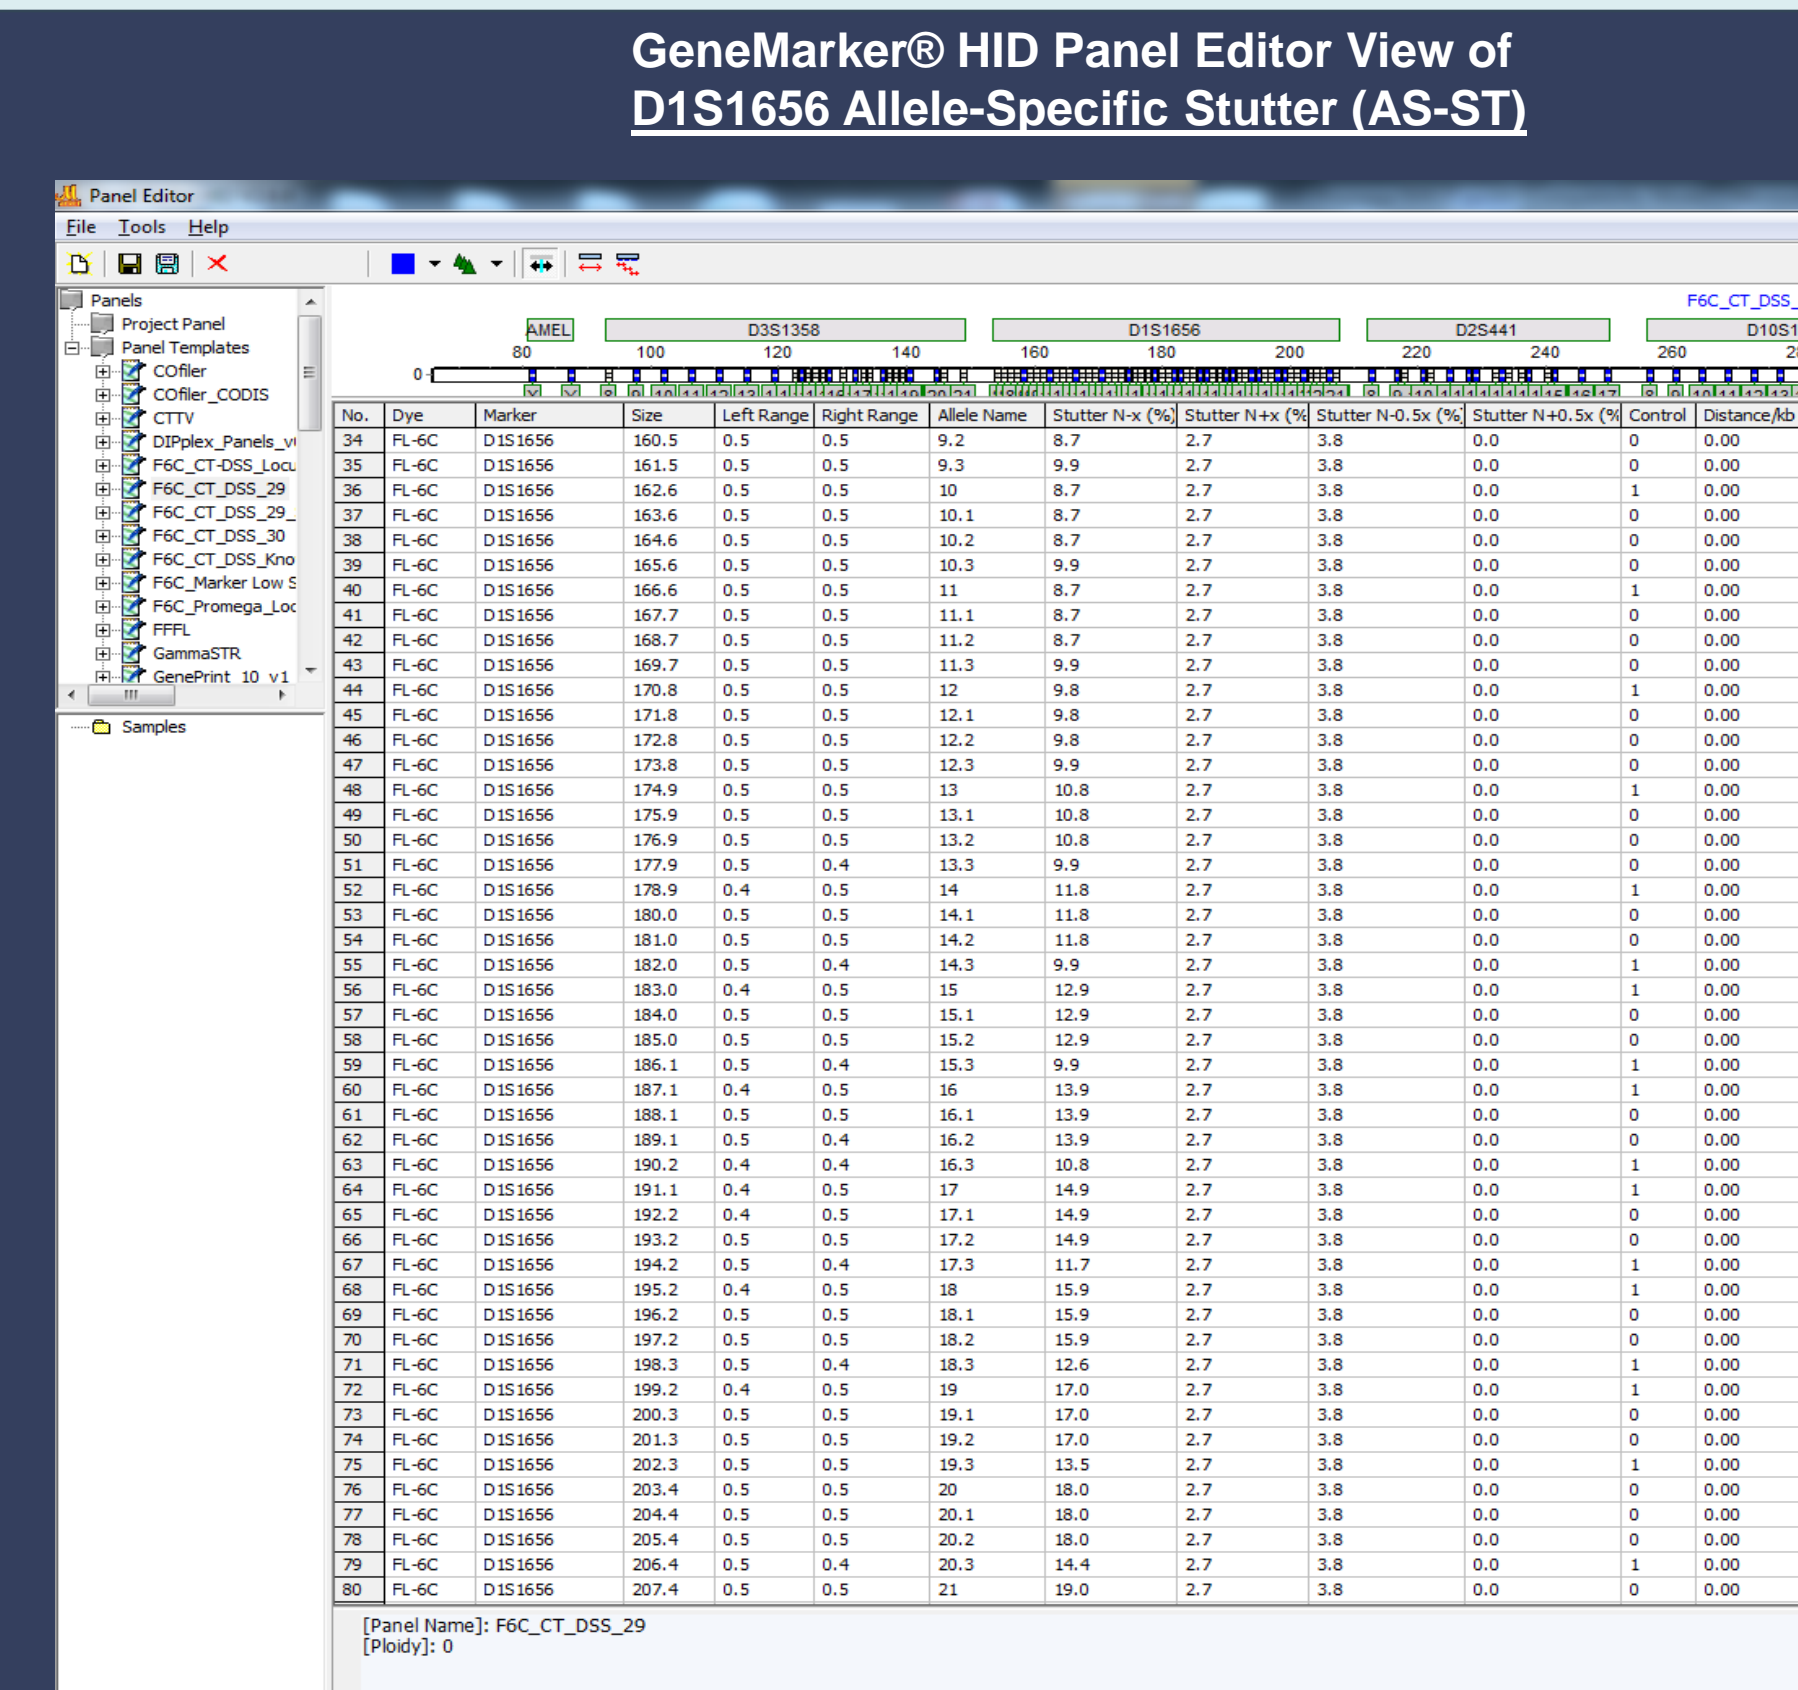 GeneMarker® HID Panel Editor View of
D1S1656 Allele-Specific Stutter (AS-ST)
Panel Editor
File Tools Help
Panels
Project Panel
Panel Templates
COfiler
COfiler_CODIS
CTTV
DIPplex_Panels_v
F6C_CT-DSS_Locu
F6C_CT_DSS_29
F6C_CT_DSS_29_
F6C_CT_DSS_30
F6C_CT_DSS_Kno
F6C_Marker Low S
F6C_Promega_Loc
FFFL
GammaSTR
GenePrint_10_v1
Samples
F6C_CT_DSS_
AMEL D3S1358 D1S1656 D2S441 D10S1
80 100 120 140 160 180 200 220 240 260 2
0
No. Dye Marker Size Left Range Right Range Allele Name Stutter N-x (%) Stutter N+x (% Stutter N-0.5x (%) Stutter N+0.5x (% Control Distance/kb
34 FL-6C D1S1656 160.5 0.5 0.5 9.2 8.7 2.7 3.8 0.0 0 0.00
35 FL-6C D1S1656 161.5 0.5 0.5 9.3 9.9 2.7 3.8 0.0 0 0.00
36 FL-6C D1S1656 162.6 0.5 0.5 10 8.7 2.7 3.8 0.0 1 0.00
37 FL-6C D1S1656 163.6 0.5 0.5 10.1 8.7 2.7 3.8 0.0 0 0.00
38 FL-6C D1S1656 164.6 0.5 0.5 10.2 8.7 2.7 3.8 0.0 0 0.00
39 FL-6C D1S1656 165.6 0.5 0.5 10.3 9.9 2.7 3.8 0.0 0 0.00
40 FL-6C D1S1656 166.6 0.5 0.5 11 8.7 2.7 3.8 0.0 1 0.00
41 FL-6C D1S1656 167.7 0.5 0.5 11.1 8.7 2.7 3.8 0.0 0 0.00
42 FL-6C D1S1656 168.7 0.5 0.5 11.2 8.7 2.7 3.8 0.0 0 0.00
43 FL-6C D1S1656 169.7 0.5 0.5 11.3 9.9 2.7 3.8 0.0 0 0.00
44 FL-6C D1S1656 170.8 0.5 0.5 12 9.8 2.7 3.8 0.0 1 0.00
45 FL-6C D1S1656 171.8 0.5 0.5 12.1 9.8 2.7 3.8 0.0 0 0.00
46 FL-6C D1S1656 172.8 0.5 0.5 12.2 9.8 2.7 3.8 0.0 0 0.00
47 FL-6C D1S1656 173.8 0.5 0.5 12.3 9.9 2.7 3.8 0.0 0 0.00
48 FL-6C D1S1656 174.9 0.5 0.5 13 10.8 2.7 3.8 0.0 1 0.00
49 FL-6C D1S1656 175.9 0.5 0.5 13.1 10.8 2.7 3.8 0.0 0 0.00
50 FL-6C D1S1656 176.9 0.5 0.5 13.2 10.8 2.7 3.8 0.0 0 0.00
51 FL-6C D1S1656 177.9 0.5 0.4 13.3 9.9 2.7 3.8 0.0 0 0.00
52 FL-6C D1S1656 178.9 0.4 0.5 14 11.8 2.7 3.8 0.0 1 0.00
53 FL-6C D1S1656 180.0 0.5 0.5 14.1 11.8 2.7 3.8 0.0 0 0.00
54 FL-6C D1S1656 181.0 0.5 0.5 14.2 11.8 2.7 3.8 0.0 0 0.00
55 FL-6C D1S1656 182.0 0.5 0.4 14.3 9.9 2.7 3.8 0.0 1 0.00
56 FL-6C D1S1656 183.0 0.4 0.5 15 12.9 2.7 3.8 0.0 1 0.00
57 FL-6C D1S1656 184.0 0.5 0.5 15.1 12.9 2.7 3.8 0.0 0 0.00
58 FL-6C D1S1656 185.0 0.5 0.5 15.2 12.9 2.7 3.8 0.0 0 0.00
59 FL-6C D1S1656 186.1 0.5 0.4 15.3 9.9 2.7 3.8 0.0 1 0.00
60 FL-6C D1S1656 187.1 0.4 0.5 16 13.9 2.7 3.8 0.0 1 0.00
61 FL-6C D1S1656 188.1 0.5 0.5 16.1 13.9 2.7 3.8 0.0 0 0.00
62 FL-6C D1S1656 189.1 0.5 0.4 16.2 13.9 2.7 3.8 0.0 0 0.00
63 FL-6C D1S1656 190.2 0.4 0.4 16.3 10.8 2.7 3.8 0.0 1 0.00
64 FL-6C D1S1656 191.1 0.4 0.5 17 14.9 2.7 3.8 0.0 1 0.00
65 FL-6C D1S1656 192.2 0.4 0.5 17.1 14.9 2.7 3.8 0.0 0 0.00
66 FL-6C D1S1656 193.2 0.5 0.5 17.2 14.9 2.7 3.8 0.0 0 0.00
67 FL-6C D1S1656 194.2 0.5 0.4 17.3 11.7 2.7 3.8 0.0 1 0.00
68 FL-6C D1S1656 195.2 0.4 0.5 18 15.9 2.7 3.8 0.0 1 0.00
69 FL-6C D1S1656 196.2 0.5 0.5 18.1 15.9 2.7 3.8 0.0 0 0.00
70 FL-6C D1S1656 197.2 0.5 0.5 18.2 15.9 2.7 3.8 0.0 0 0.00
71 FL-6C D1S1656 198.3 0.5 0.4 18.3 12.6 2.7 3.8 0.0 1 0.00
72 FL-6C D1S1656 199.2 0.4 0.5 19 17.0 2.7 3.8 0.0 1 0.00
73 FL-6C D1S1656 200.3 0.5 0.5 19.1 17.0 2.7 3.8 0.0 0 0.00
74 FL-6C D1S1656 201.3 0.5 0.5 19.2 17.0 2.7 3.8 0.0 0 0.00
75 FL-6C D1S1656 202.3 0.5 0.5 19.3 13.5 2.7 3.8 0.0 1 0.00
76 FL-6C D1S1656 203.4 0.5 0.5 20 18.0 2.7 3.8 0.0 0 0.00
77 FL-6C D1S1656 204.4 0.5 0.5 20.1 18.0 2.7 3.8 0.0 0 0.00
78 FL-6C D1S1656 205.4 0.5 0.5 20.2 18.0 2.7 3.8 0.0 0 0.00
79 FL-6C D1S1656 206.4 0.5 0.4 20.3 14.4 2.7 3.8 0.0 1 0.00
80 FL-6C D1S1656 207.4 0.5 0.5 21 19.0 2.7 3.8 0.0 0 0.00
[Panel Name]: F6C_CT_DSS_29
[Ploidy]: 0